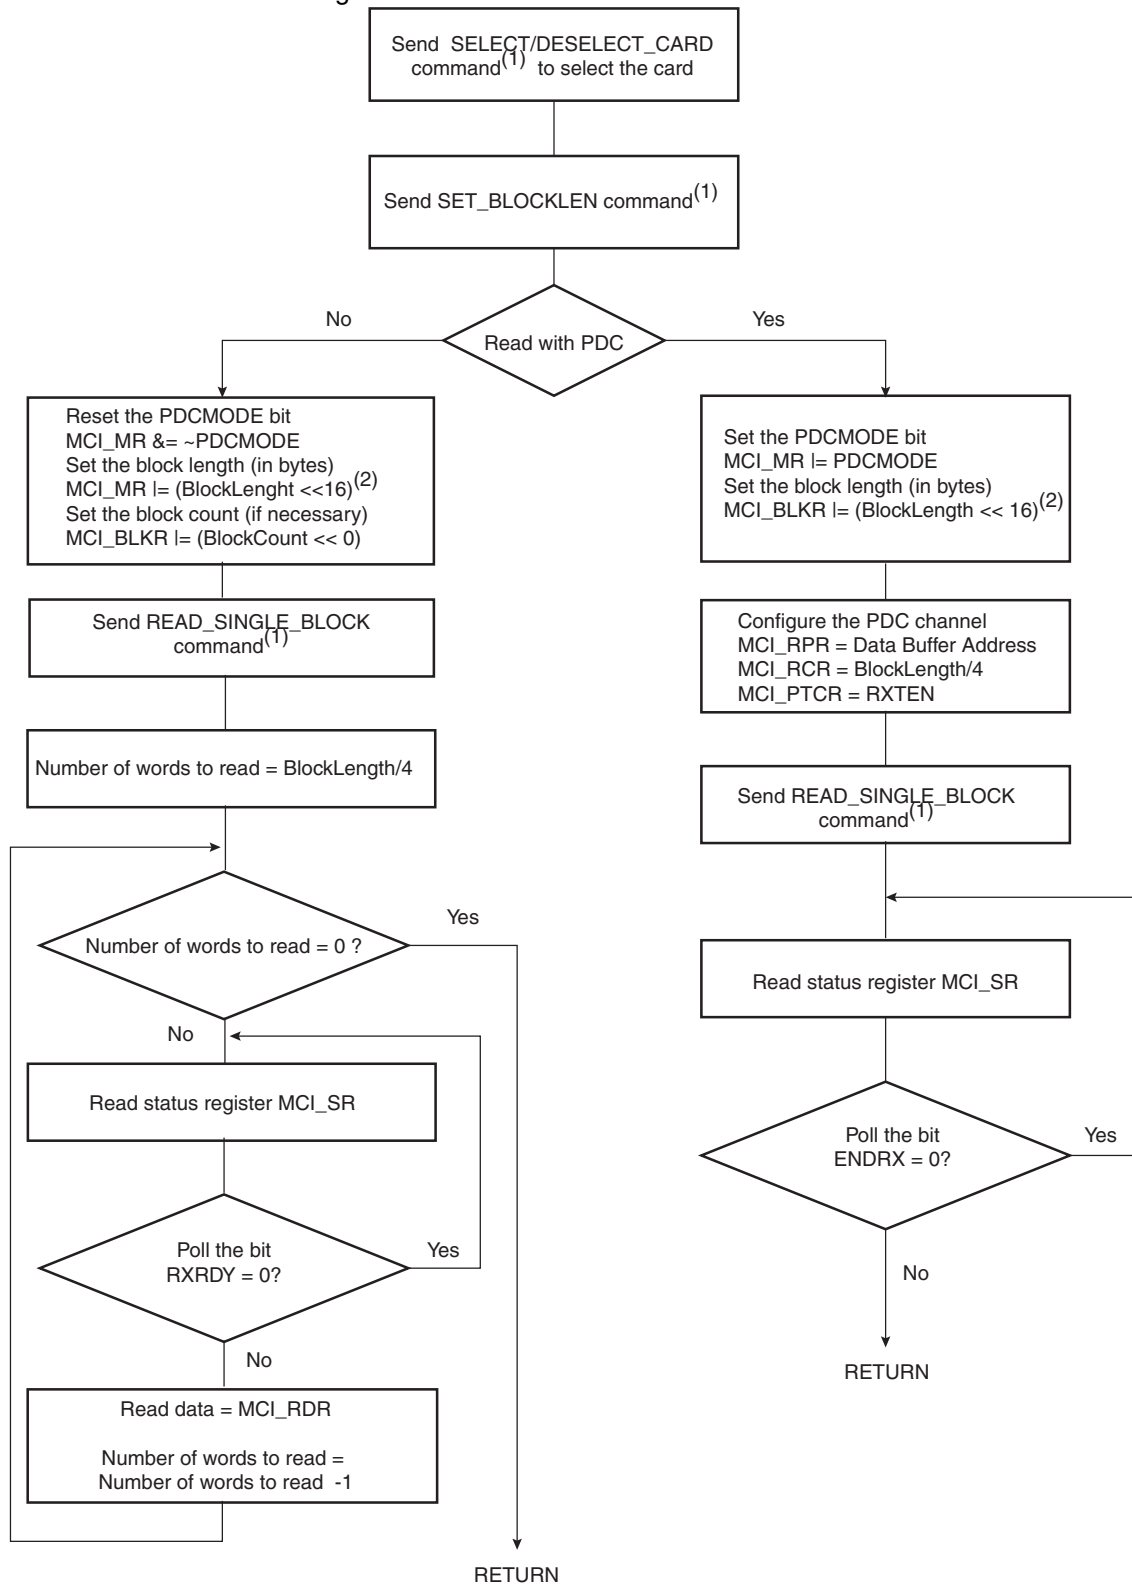 Send SELECT/DESELECT_CARD
command(1) to select the card
Send SET_BLOCKLEN command(1)
No
Yes
Read with PDC
Reset the PDCMODE bit
MCI_MR &= ~PDCMODE
Set the block length (in bytes)
MCI_MR |= (BlockLenght <<16)(2)
Set the block count (if necessary)
MCI_BLKR |= (BlockCount << 0)
Set the PDCMODE bit
MCI_MR |= PDCMODE
Set the block length (in bytes)
MCI_BLKR |= (BlockLength << 16)(2)
Send READ_SINGLE_BLOCK
command(1)
Configure the PDC channel
MCI_RPR = Data Buffer Address
MCI_RCR = BlockLength/4
MCI_PTCR = RXTEN
Number of words to read = BlockLength/4
Send READ_SINGLE_BLOCK
command(1)
Number of words to read = 0 ?
Yes
No
Read status register MCI_SR
Read status register MCI_SR
Poll the bit
RXRDY = 0?
Yes
No
Poll the bit
ENDRX = 0?
Yes
No
RETURN
Read data = MCI_RDR
Number of words to read =
Number of words to read -1
RETURN